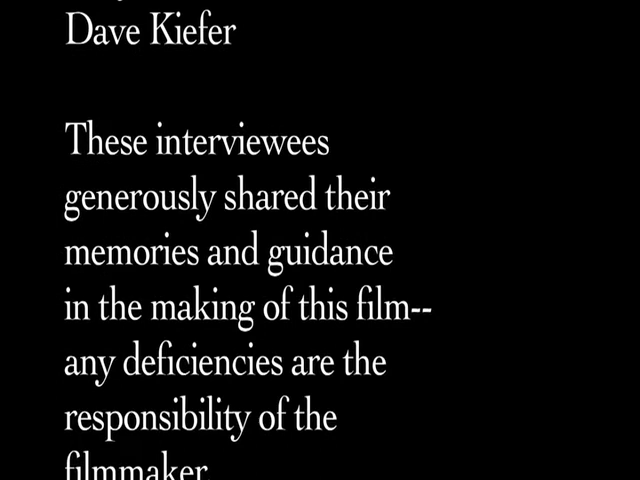 Dave Kiefer
These interviewees
generously shared their
memories and guidance
in the making of this film--
any deficiencies are the
responsibility of the
filmmaker